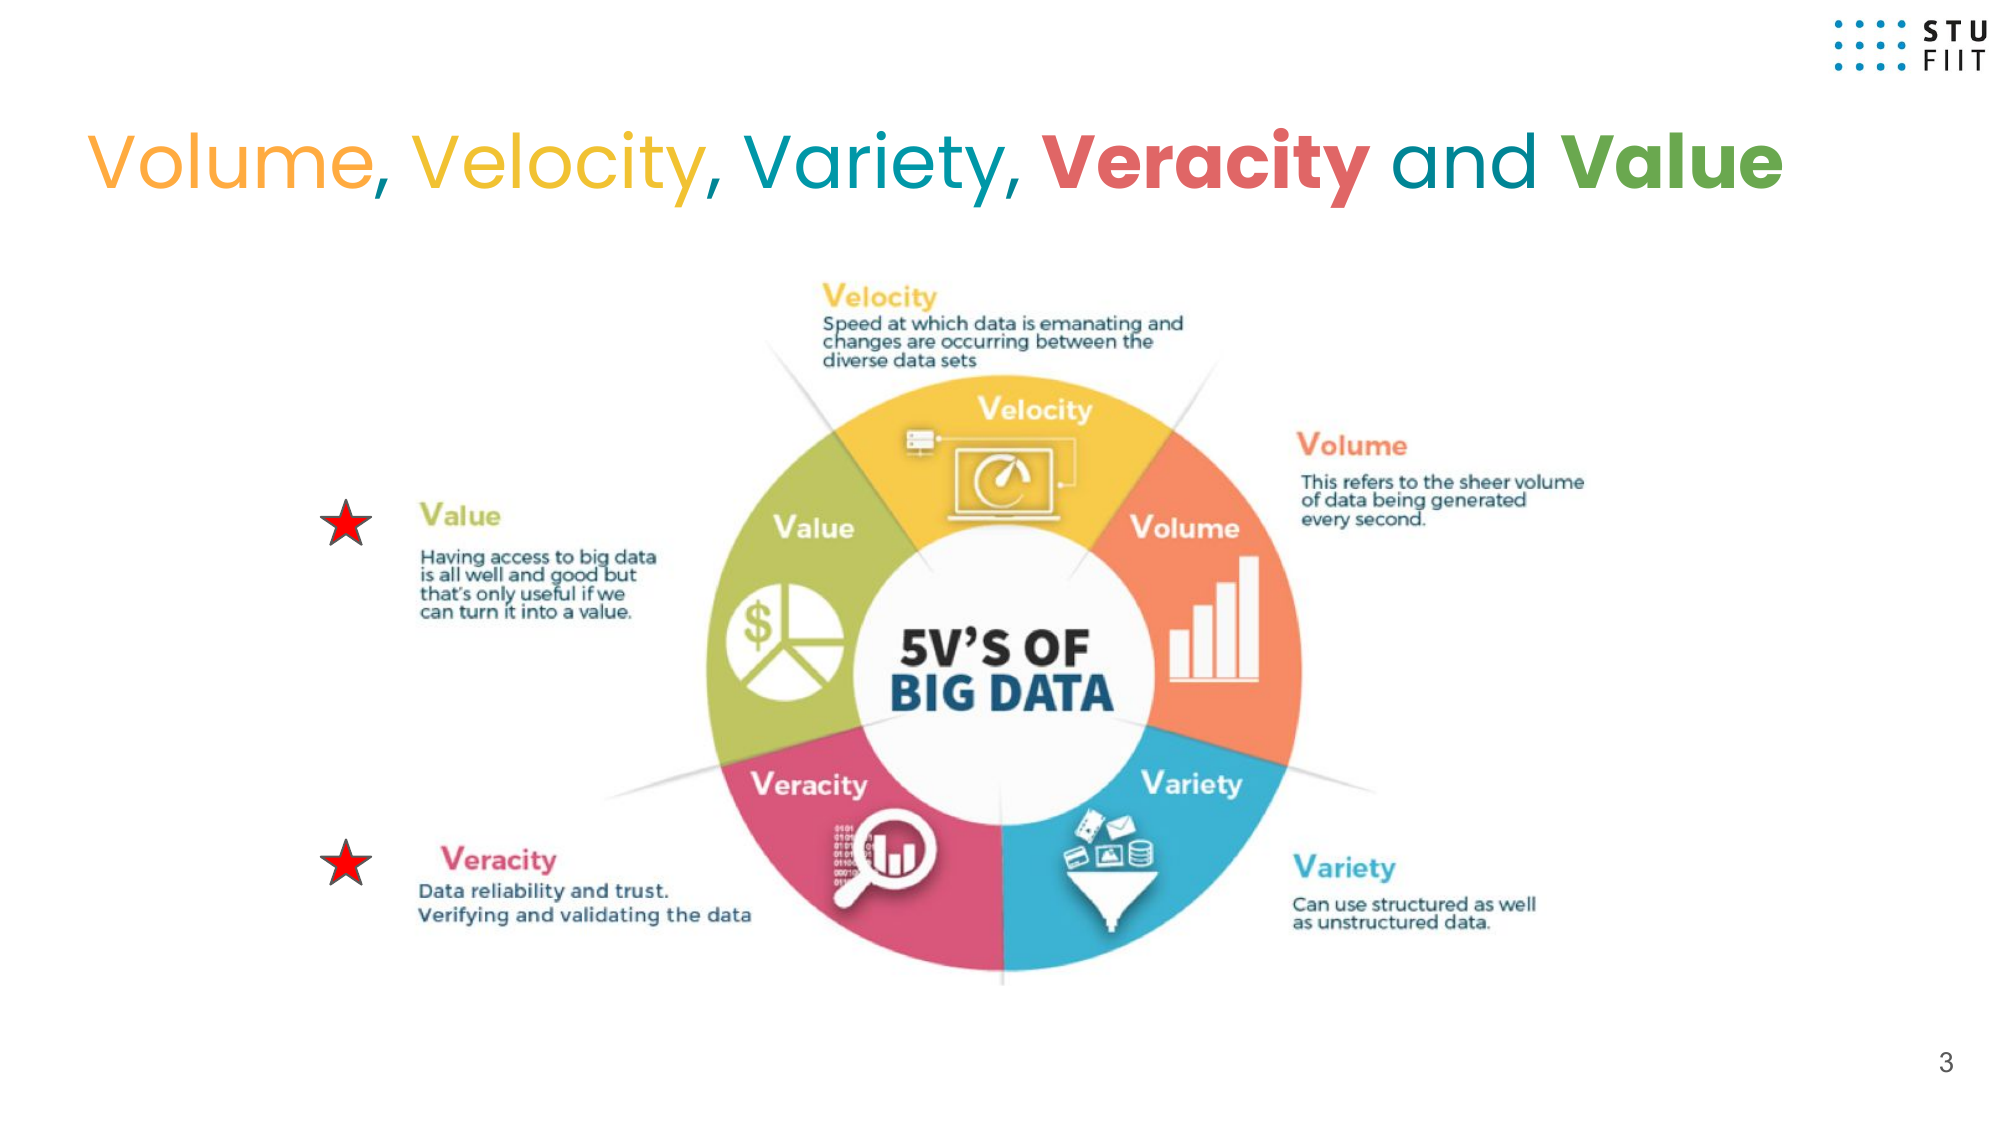 STU
FIIT
Volume, Velocity, Variety, Veracity and Value
Velocity
Speed at which data is emanating and
changes are occurring between the
diverse data sets
Velocity
Volume
This refers to the sheer volume
of data being generated
every second.
Value
Having access to big data
is all well and good but
that's only useful if we
can turn it into a value.
Value
$
Volume
5V'S OF
BIG DATA
Veracity
Variety
Veracity
Data reliability and trust.
Verifying and validating the data
Variety
Can use structured as well
as unstructured data.
3